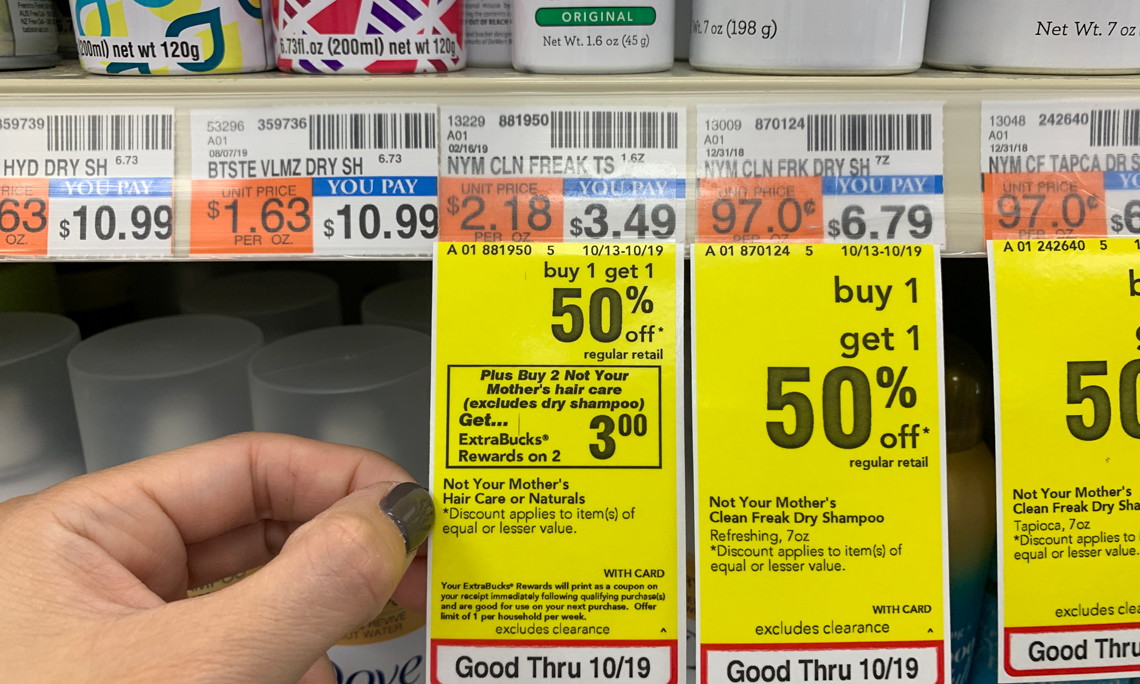 200ml) net wt 120g
6.73fl.oz (200ml) net wt 120g
ORIGINAL
Net Wt. 1.6 oz (45 g)
Wt. 7 oz (198 g)
Net Wt. 7 oz
359739
HYD DRY SH 6.73
YOU PAY
63
OZ.
$10.99
53296 359736
A01
08/07/19
BTSTE VLMZ DRY SH 6.73
UNIT PRICE
$1.63
PER OZ.
YOU PAY
$10.99
13229 881950
A01
02/16/19
NYM CLN FREAK TS 1.6Z
UNIT PRICE
$2.18
PER OZ.
YOU PAY
$3.49
13009 870124
A01
12/31/18
NYM CLN FRK DRY SH 7Z
UNIT PRICE
97.0¢
PER OZ.
YOU PAY
$6.79
13048 242640
A01
12/31/18
NYM CF TAPCA DR S
UNIT PRICE
97.0¢
PER OZ.
$6
A 01 881950 5 10/13-10/19
buy 1 get 1
50%
off*
regular retail
Plus Buy 2 Not Your
Mother's hair care
(excludes dry shampoo)
Get...
ExtraBucks®
Rewards on 2
3.00
Not Your Mother's
Hair Care or Naturals
*Discount applies to item(s) of
equal or lesser value.
WITH CARD
Your ExtraBucks® Rewards will print as a coupon on
your receipt immediately following qualifying purchase(s)
and are good for use on your next purchase. Offer
limit of 1 per household per week.
excludes clearance ^
Good Thru 10/19
A 01 870124 5 10/13-10/19
buy 1
get 1
50%
off*
regular retail
Not Your Mother's
Clean Freak Dry Shampoo
Refreshing, 7oz
*Discount applies to item(s) of
equal or lesser value.
WITH CARD
excludes clearance ^
Good Thru 10/19
A 01 242640 5
50
Not Your Mother's
Clean Freak Dry Sha
Tapioca, 7oz
*Discount applies to
equal or lesser value.
excludes clea
Good Thru
Dove